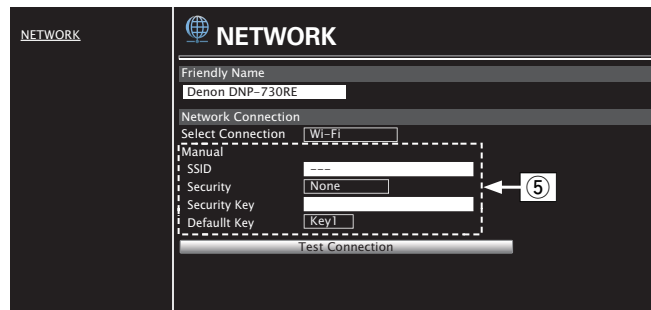 NETWORK
NETWORK
Friendly Name
Denon DNP-730RE
Network Connection
Select Connection Wi-Fi
Manual
SSID ---
Security None
Security Key
Defaullt Key Key1
⑤
Test Connection